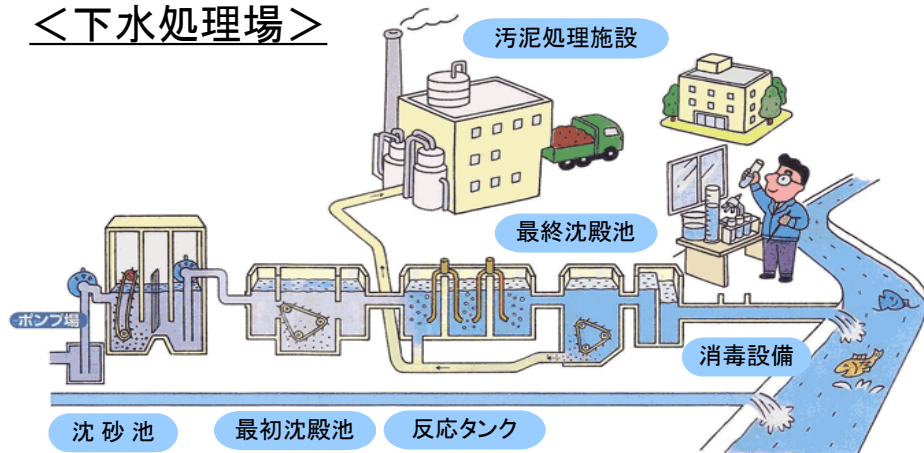 ＜下水処理場＞
汚泥処理施設
最終沈殿池
ポンプ場
消毒設備
沈砂池
最初沈殿池
反応タンク